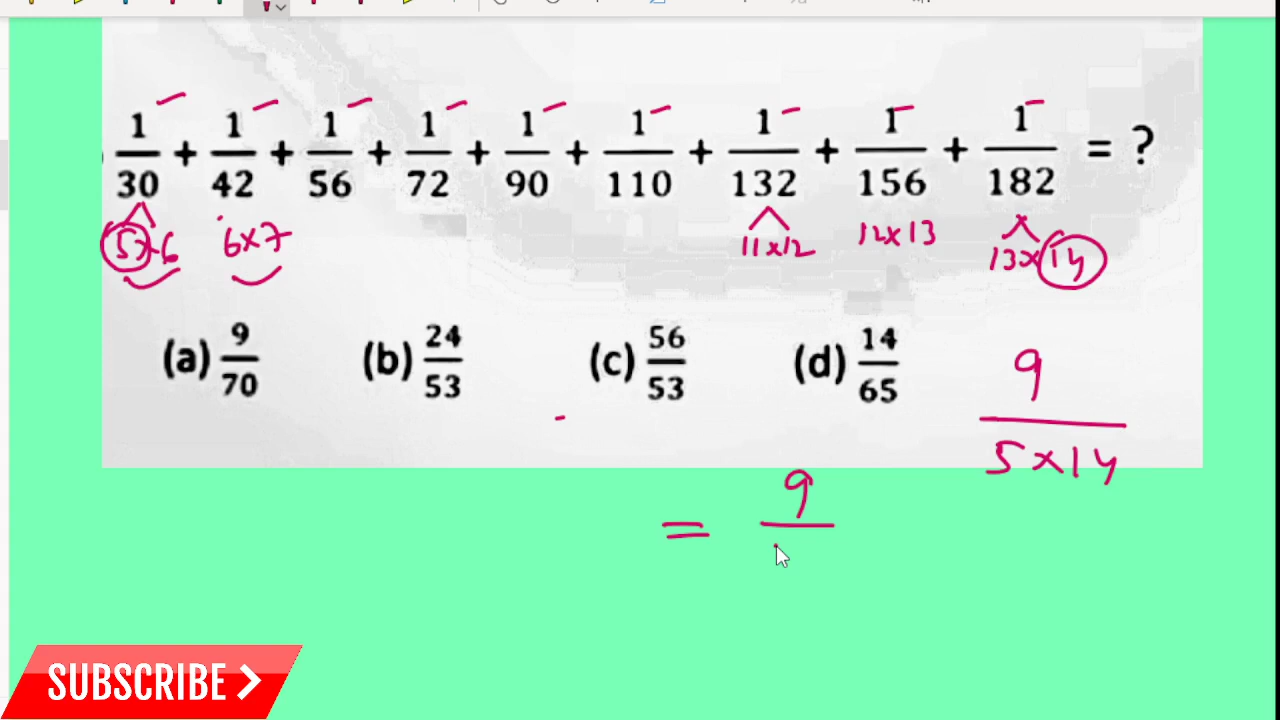 1/30 + 1/42 + 1/56 + 1/72 + 1/90 + 1/110 + 1/132 + 1/156 + 1/182 = ?
5×6 6×7 11×12 12×13 13×14
(a) 9/70 (b) 24/53 (c) 56/53 (d) 14/65
9/5×14
= 9
SUBSCRIBE